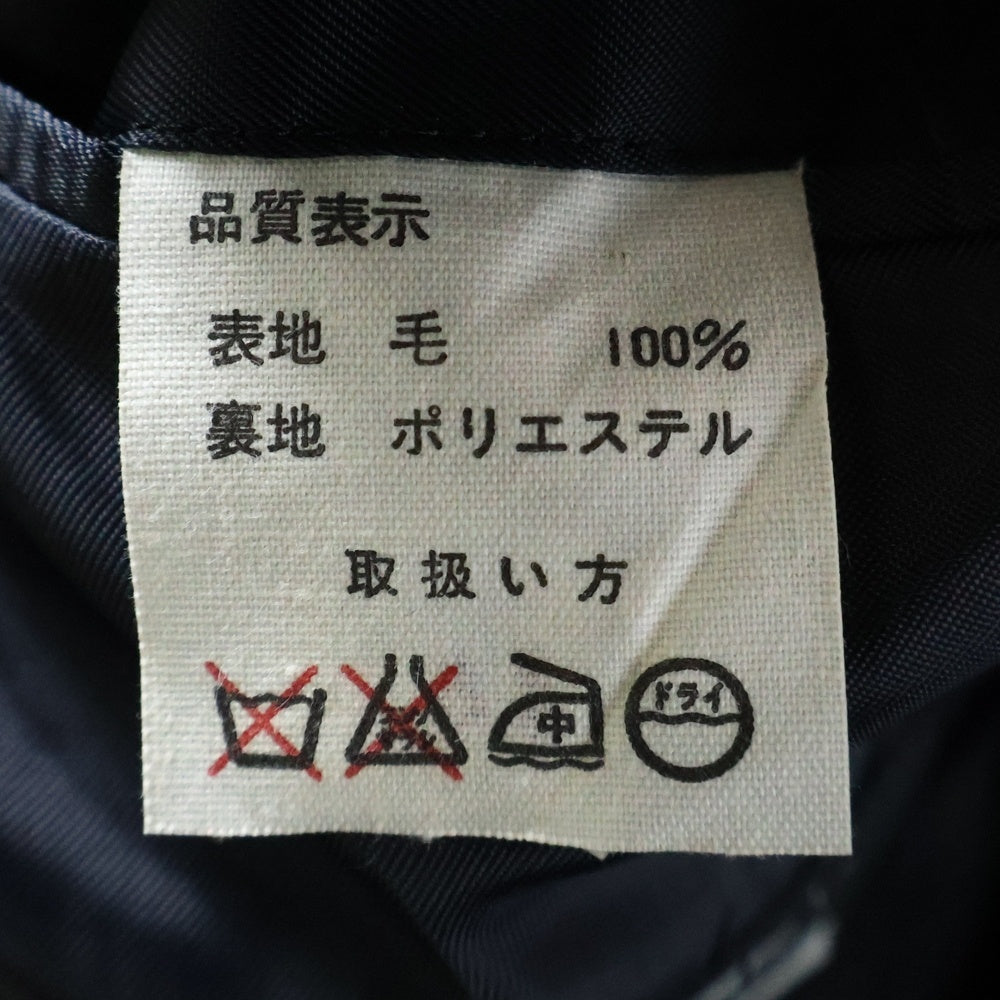 品質表示
表地 毛 100%
裏地 ポリエステル
取扱い方
中 ドライ